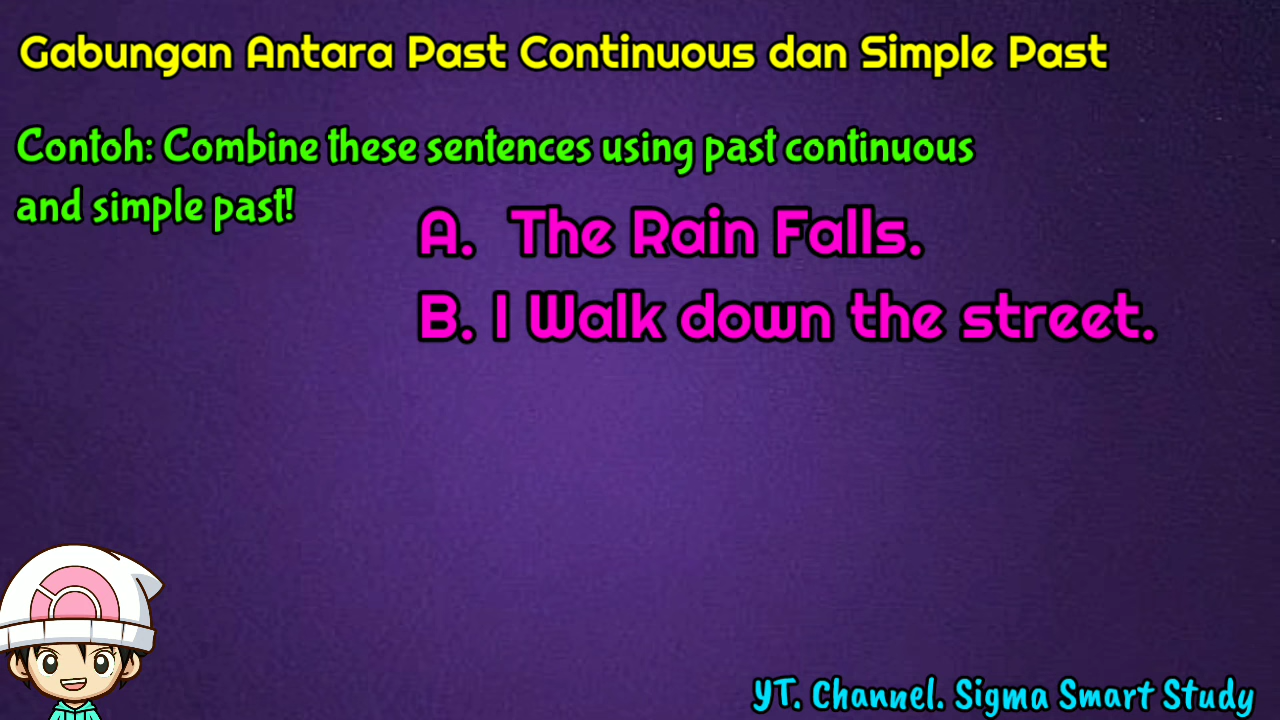 Gabungan Antara Past Continuous dan Simple Past
Contoh: Combine these sentences using past continuous
and simple past!
A. The Rain Falls.
B. I Walk down the street.
YT. Channel. Sigma Smart Study